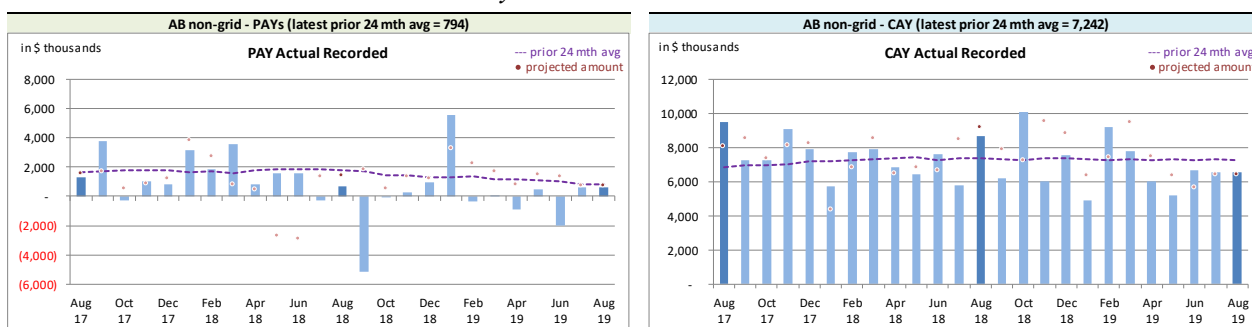 AB non-grid - PAYs (latest prior 24 mth avg = 794)
in $ thousands
PAY Actual Recorded
--- prior 24 mth avg
• projected amount
8,000
6,000
4,000
2,000
-
(2,000)
(4,000)
(6,000)
Aug Oct Dec Feb Apr Jun Aug Oct Dec Feb Apr Jun Aug
17 17 17 18 18 18 18 18 18 19 19 19 19
AB non-grid - CAY (latest prior 24 mth avg = 7,242)
in $ thousands
CAY Actual Recorded
--- prior 24 mth avg
• projected amount
12,000
10,000
8,000
6,000
4,000
2,000
-
Aug Oct Dec Feb Apr Jun Aug Oct Dec Feb Apr Jun Aug
17 17 17 18 18 18 18 18 18 19 19 19 19